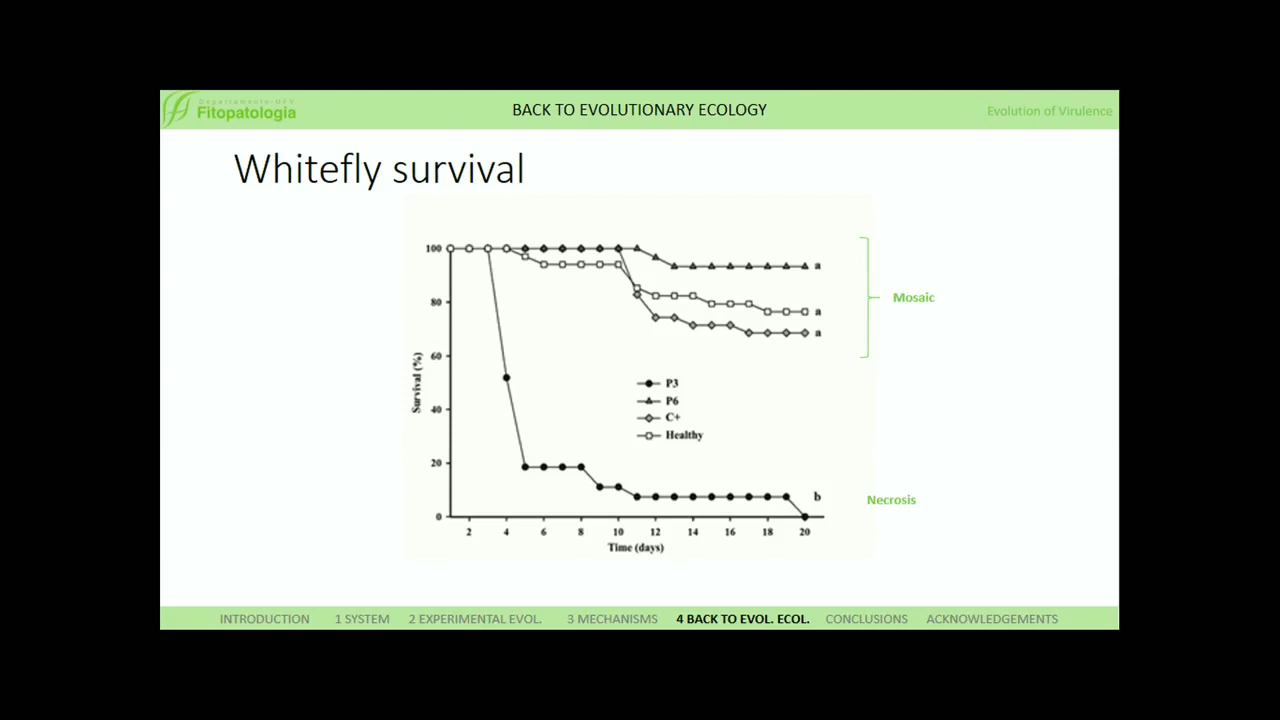 Departamento-UFV
Fitopatologia
BACK TO EVOLUTIONARY ECOLOGY
Evolution of Virulence
Whitefly survival
100
80
60
40
20
0
Survival (%)
a
a
a
b
P3
P6
C+
Healthy
2 4 6 8 10 12 14 16 18 20
Time (days)
Mosaic
Necrosis
INTRODUCTION 1 SYSTEM 2 EXPERIMENTAL EVOL. 3 MECHANISMS 4 BACK TO EVOL. ECOL. CONCLUSIONS ACKNOWLEDGEMENTS